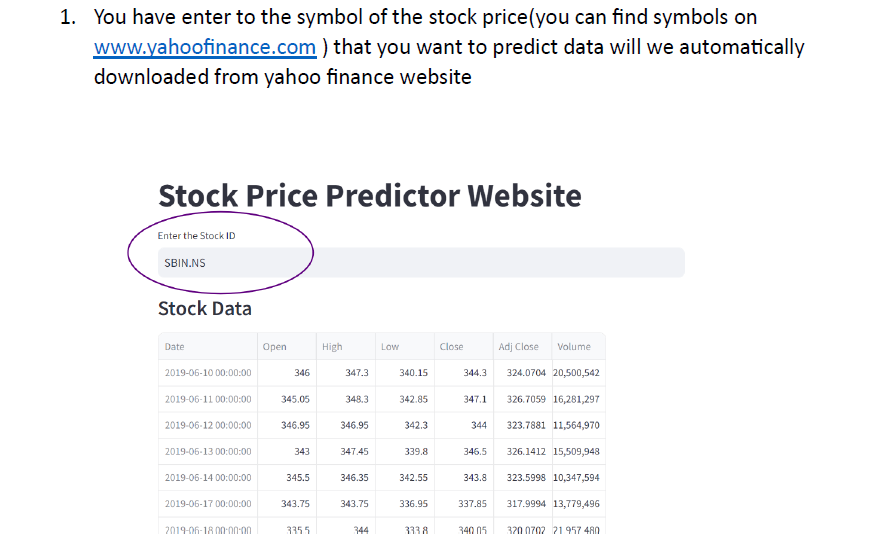 1. You have enter to the symbol of the stock price(you can find symbols on
www.yahoofinance.com ) that you want to predict data will we automatically
downloaded from yahoo finance website
Stock Price Predictor Website
Enter the Stock ID
SBIN.NS
Stock Data
Date Open High Low Close Adj Close Volume
2019-06-10 00:00:00 346 347.3 340.15 344.3 324.0704 20,500,542
2019-06-11 00:00:00 345.05 348.3 342.85 347.1 326.7059 16,281,297
2019-06-12 00:00:00 346.95 346.95 342.3 344 323.7881 11,564,970
2019-06-13 00:00:00 343 347.45 339.8 346.5 326.1412 15,509,948
2019-06-14 00:00:00 345.5 346.35 342.55 343.8 323.5998 10,347,594
2019-06-17 00:00:00 343.75 343.75 336.95 337.85 317.9994 13,779,496
2019-06-18 00:00:00 335.5 344 333.8 340.05 320.0702 21,957,480